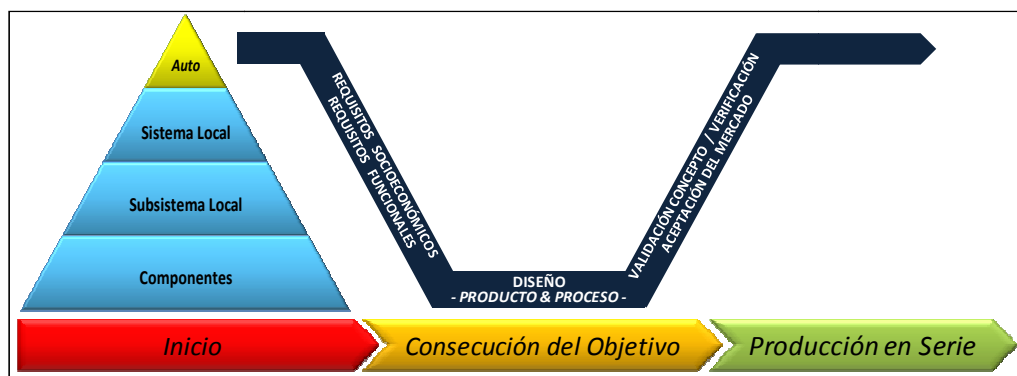 Auto
Sistema Local
Subsistema Local
Componentes
REQUISITOS SOCIOECONÓMICOS
REQUISITOS FUNCIONALES
DISEÑO
- PRODUCTO & PROCESO -
VALIDACIÓN CONCEPTO / VERIFICACIÓN
ACEPTACIÓN DEL MERCADO
Inicio
Consecución del Objetivo
Producción en Serie